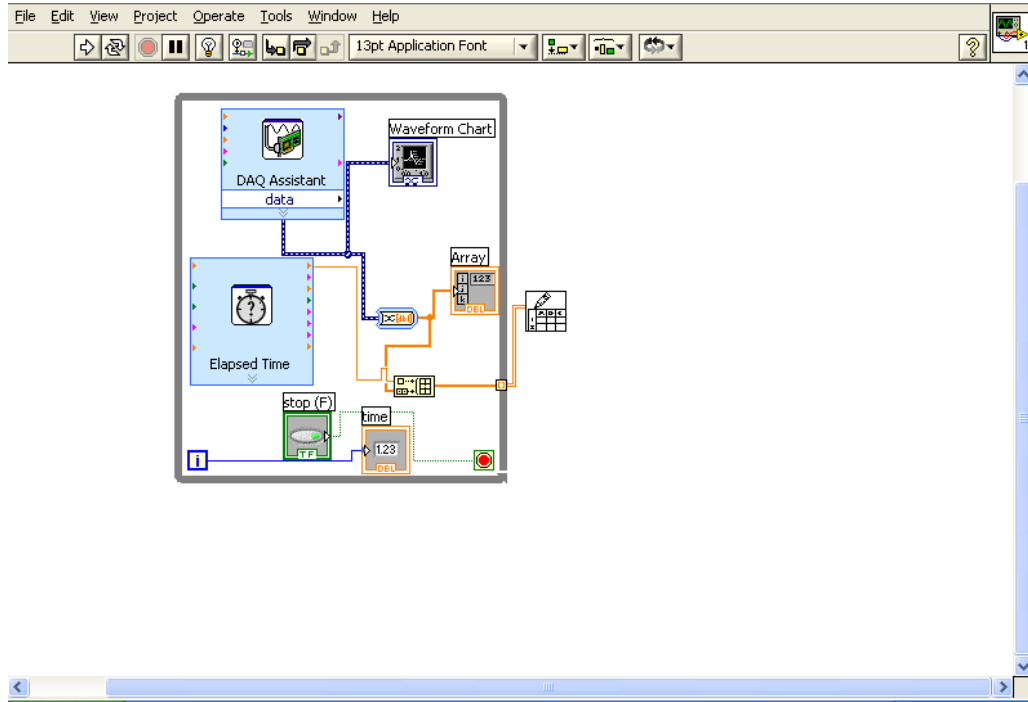 File Edit View Project Operate Tools Window Help
13pt Application Font
?
1
Waveform Chart
DAQ Assistant
data
Array
123
DBL
?
Elapsed Time
stop (F)
time
TF
1.23
DBL
i